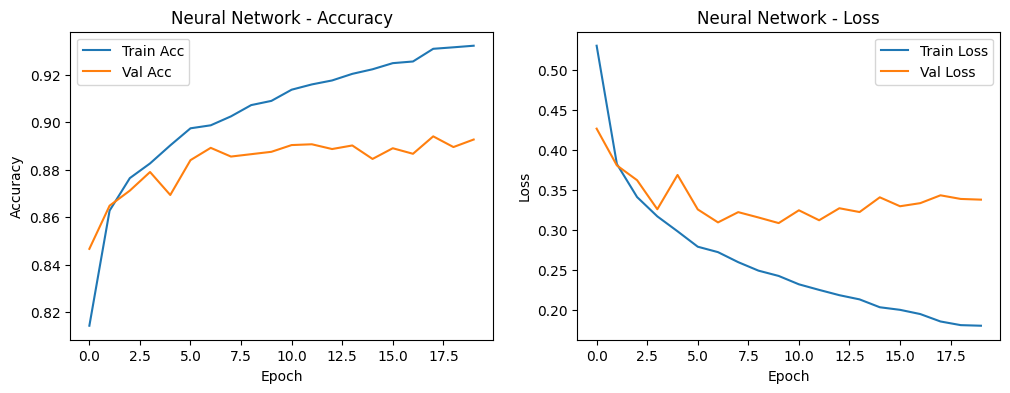 Neural Network - Accuracy
Train Acc
Val Acc
0.92
0.90
0.88
0.86
0.84
0.82
Accuracy
0.0 2.5 5.0 7.5 10.0 12.5 15.0 17.5
Epoch
Neural Network - Loss
Train Loss
Val Loss
0.50
0.45
0.40
0.35
0.30
0.25
0.20
Loss
0.0 2.5 5.0 7.5 10.0 12.5 15.0 17.5
Epoch